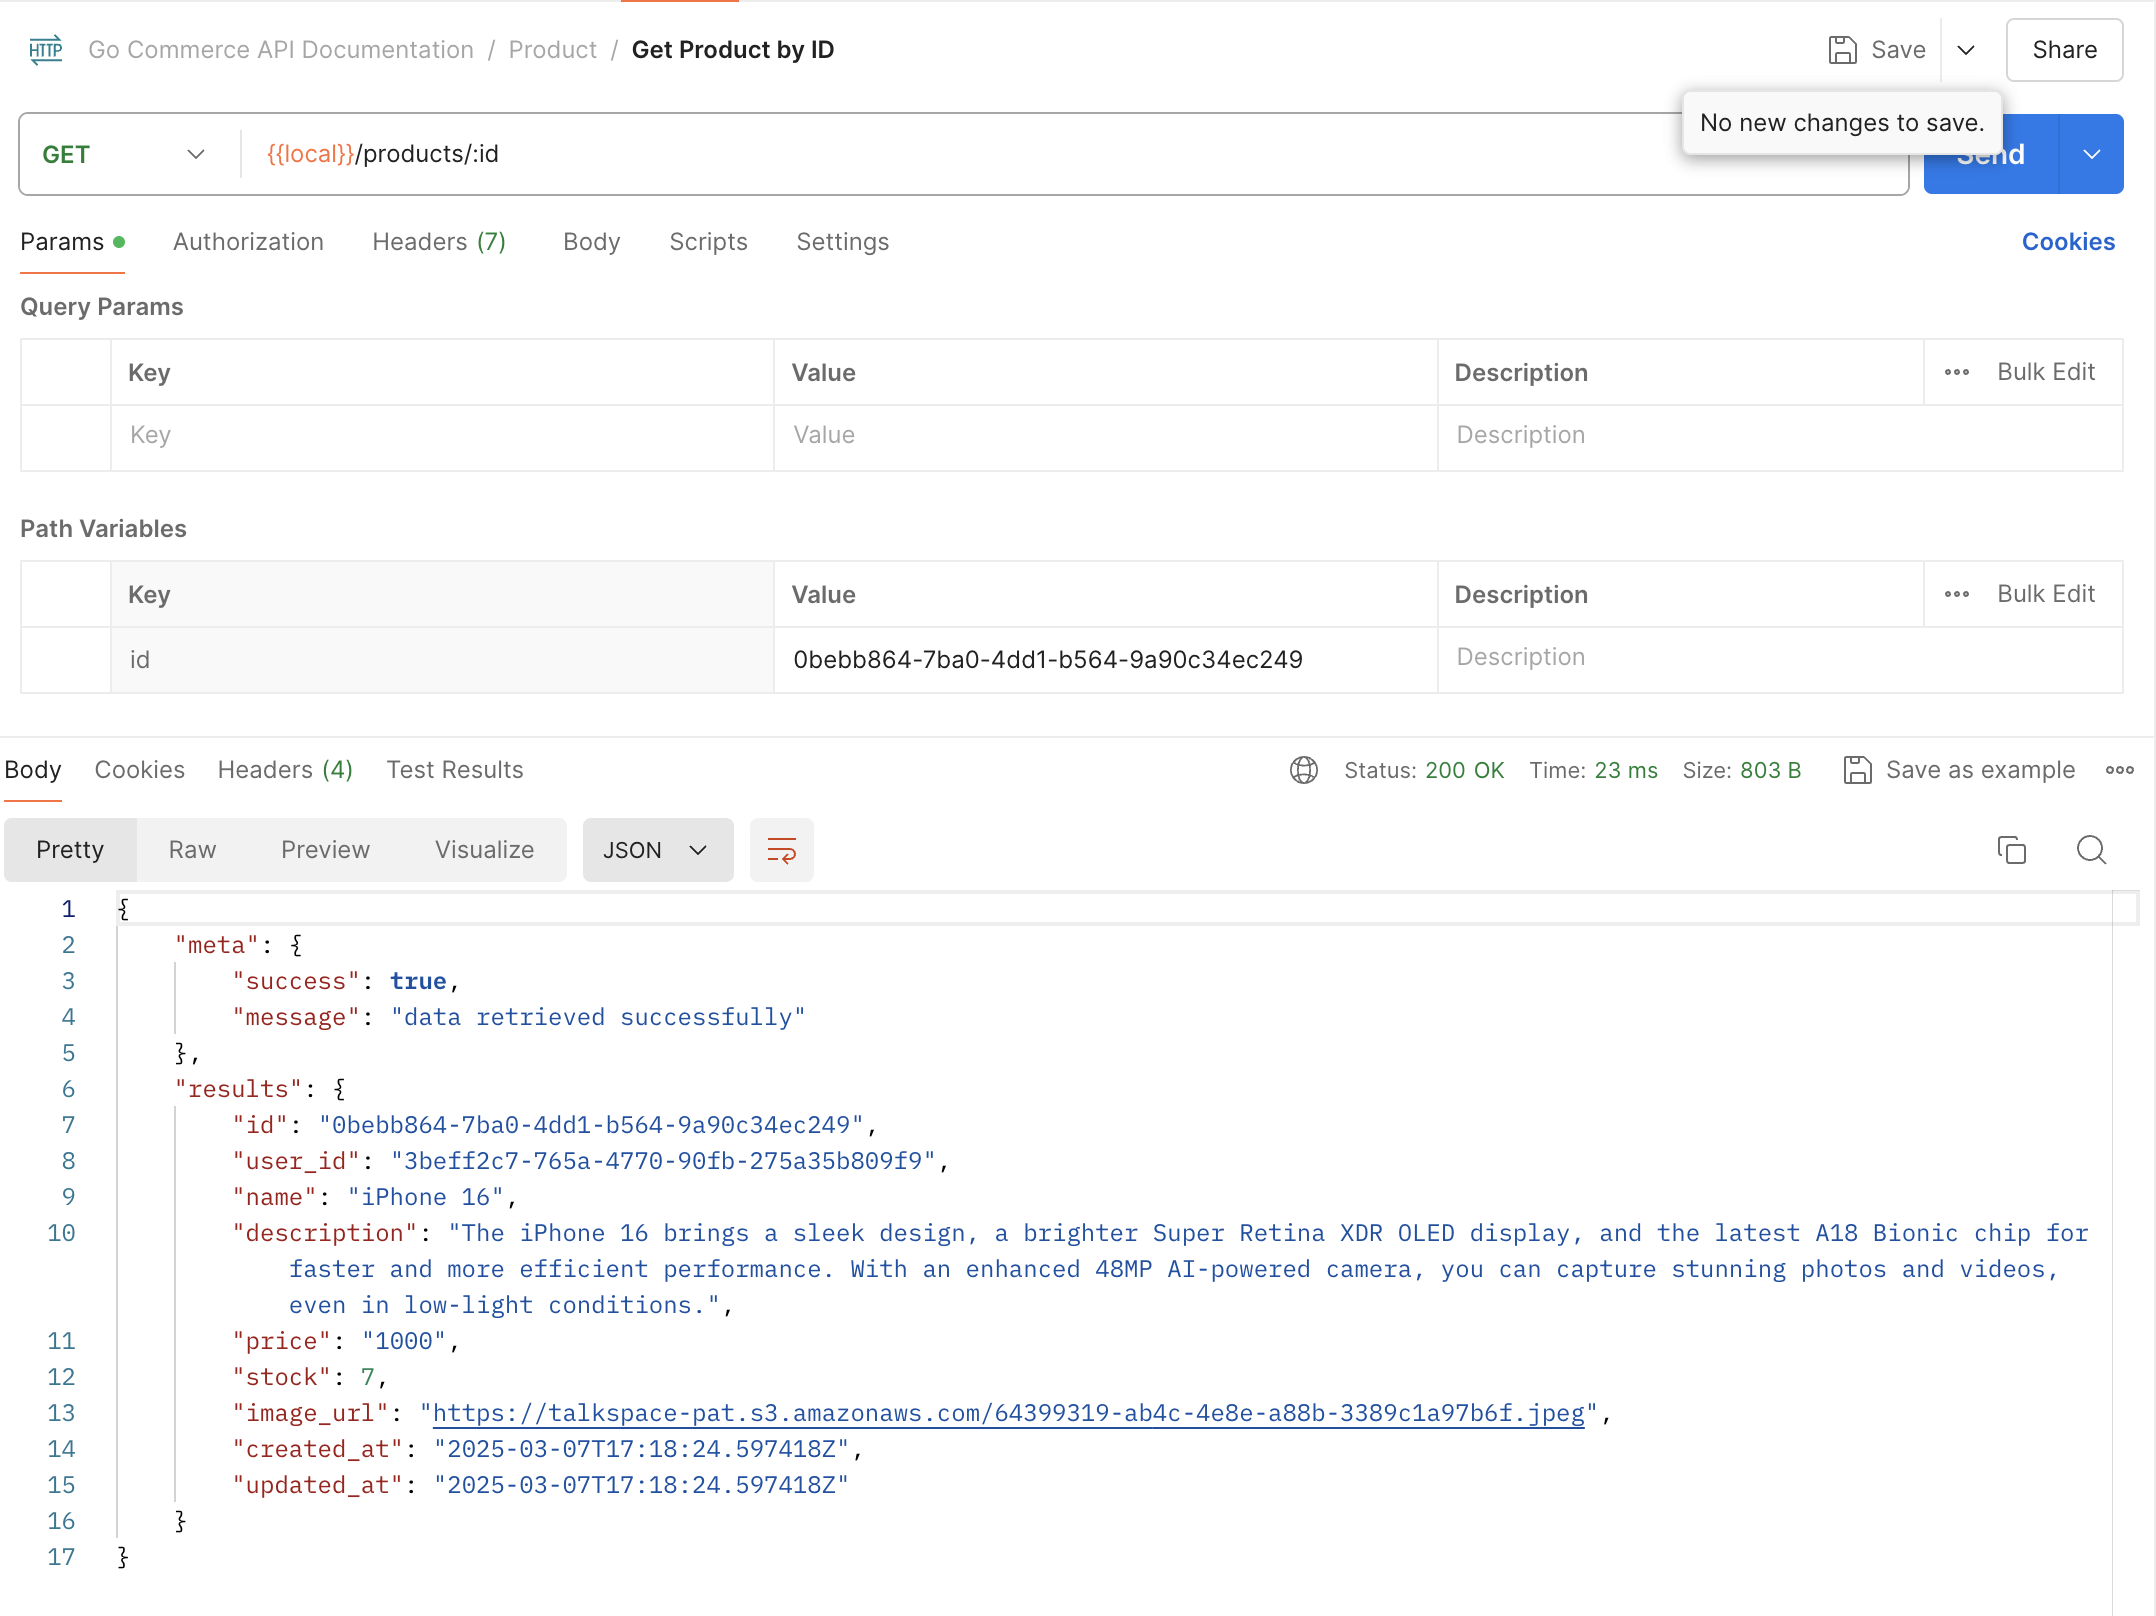 HTTP Go Commerce API Documentation / Product / Get Product by ID Save Share
No new changes to save.
GET {{local}}/products/:id Send
Params Authorization Headers (7) Body Scripts Settings Cookies
Query Params
Key Value Description Bulk Edit
Key Value Description
Path Variables
Key Value Description Bulk Edit
id 0bebb864-7ba0-4dd1-b564-9a90c34ec249 Description
Body Cookies Headers (4) Test Results Status: 200 OK Time: 23 ms Size: 803 B Save as example
Pretty Raw Preview Visualize JSON
1 {
2 "meta": {
3 "success": true,
4 "message": "data retrieved successfully"
5 },
6 "results": {
7 "id": "0bebb864-7ba0-4dd1-b564-9a90c34ec249",
8 "user_id": "3beff2c7-765a-4770-90fb-275a35b809f9",
9 "name": "iPhone 16",
10 "description": "The iPhone 16 brings a sleek design, a brighter Super Retina XDR OLED display, and the latest A18 Bionic chip for
faster and more efficient performance. With an enhanced 48MP AI-powered camera, you can capture stunning photos and videos,
even in low-light conditions.",
11 "price": "1000",
12 "stock": 7,
13 "image_url": "https://talkspace-pat.s3.amazonaws.com/64399319-ab4c-4e8e-a88b-3389c1a97b6f.jpeg",
14 "created_at": "2025-03-07T17:18:24.597418Z",
15 "updated_at": "2025-03-07T17:18:24.597418Z"
16 }
17 }